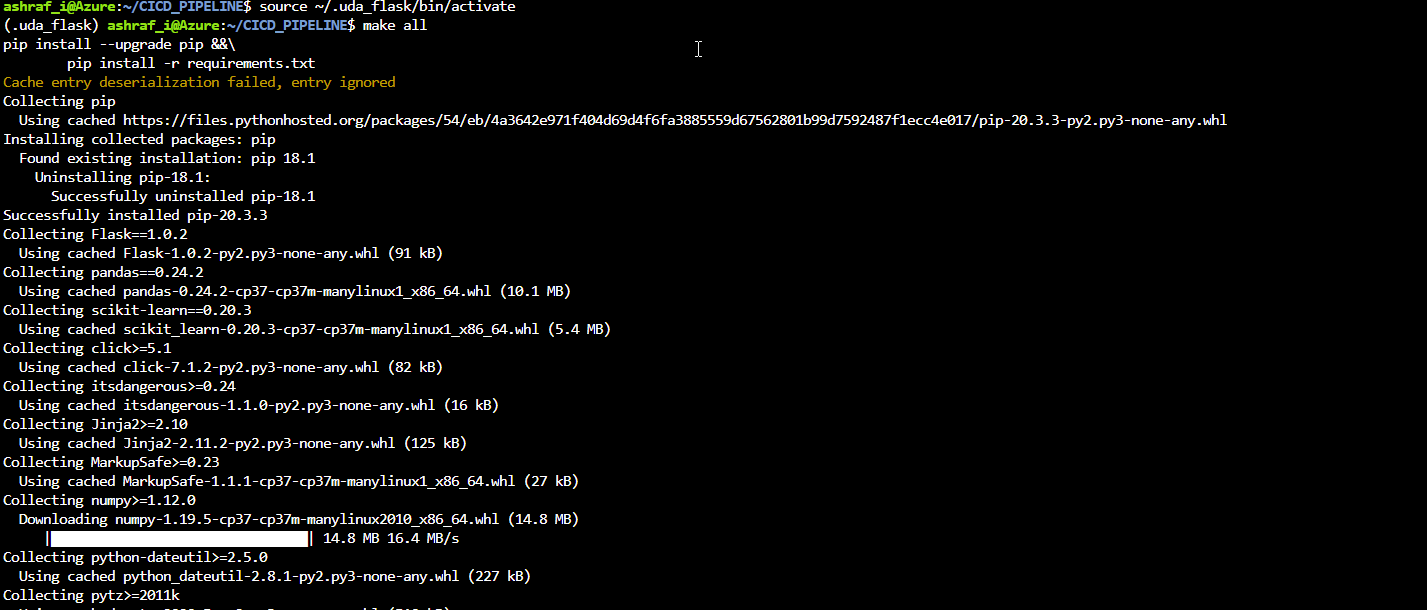 ashraf_i@Azure:~/CICD_PIPELINE$ source ~/.uda_flask/bin/activate
(.uda_flask) ashraf_i@Azure:~/CICD_PIPELINE$ make all
pip install --upgrade pip &&\
        pip install -r requirements.txt
Cache entry deserialization failed, entry ignored
Collecting pip
  Using cached https://files.pythonhosted.org/packages/54/eb/4a3642e971f404d69d4f6fa3885559d67562801b99d7592487f1ecc4e017/pip-20.3.3-py2.py3-none-any.whl
Installing collected packages: pip
  Found existing installation: pip 18.1
    Uninstalling pip-18.1:
      Successfully uninstalled pip-18.1
Successfully installed pip-20.3.3
Collecting Flask==1.0.2
  Using cached Flask-1.0.2-py2.py3-none-any.whl (91 kB)
Collecting pandas==0.24.2
  Using cached pandas-0.24.2-cp37-cp37m-manylinux1_x86_64.whl (10.1 MB)
Collecting scikit-learn==0.20.3
  Using cached scikit_learn-0.20.3-cp37-cp37m-manylinux1_x86_64.whl (5.4 MB)
Collecting click>=5.1
  Using cached click-7.1.2-py2.py3-none-any.whl (82 kB)
Collecting itsdangerous>=0.24
  Using cached itsdangerous-1.1.0-py2.py3-none-any.whl (16 kB)
Collecting Jinja2>=2.10
  Using cached Jinja2-2.11.2-py2.py3-none-any.whl (125 kB)
Collecting MarkupSafe>=0.23
  Using cached MarkupSafe-1.1.1-cp37-cp37m-manylinux1_x86_64.whl (27 kB)
Collecting numpy>=1.12.0
  Downloading numpy-1.19.5-cp37-cp37m-manylinux2010_x86_64.whl (14.8 MB)
     |████████████████████████████████| 14.8 MB 16.4 MB/s
Collecting python-dateutil>=2.5.0
  Using cached python_dateutil-2.8.1-py2.py3-none-any.whl (227 kB)
Collecting pytz>=2011k